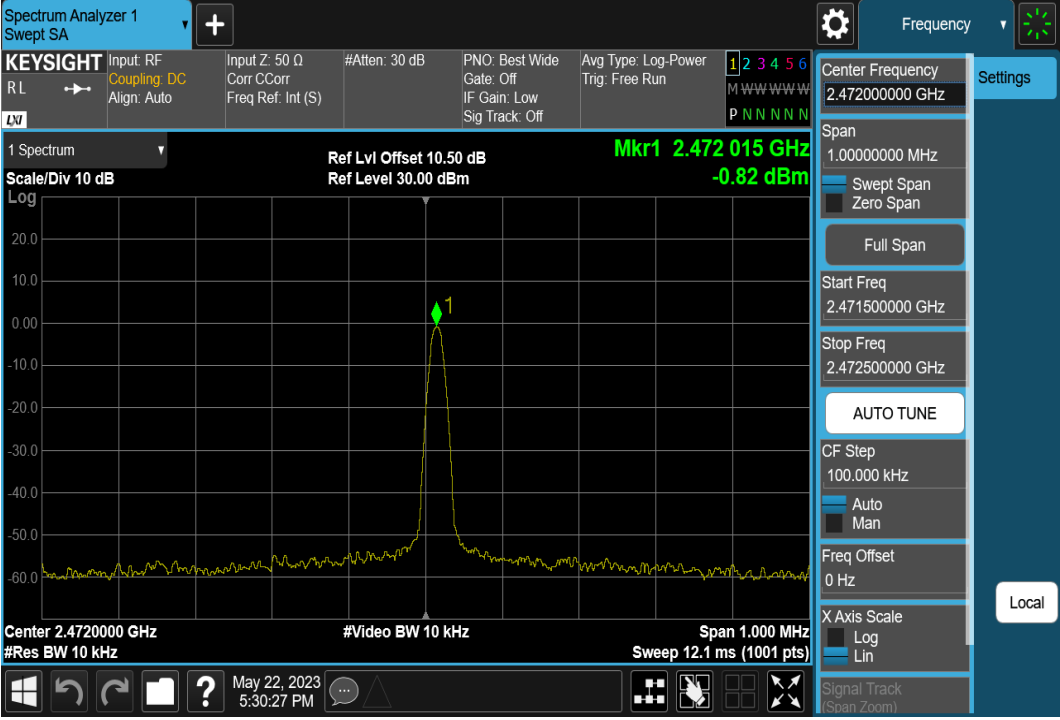 Spectrum Analyzer 1
Swept SA
+
Frequency
KEYSIGHT
RL
LXI
Input: RF
Coupling: DC
Align: Auto
Input Z: 50 Ω
Corr CCorr
Freq Ref: Int (S)
#Atten: 30 dB
PNO: Best Wide
Gate: Off
IF Gain: Low
Sig Track: Off
Avg Type: Log-Power
Trig: Free Run
1 2 3 4 5 6
M W W W W W
P N N N N N
1 Spectrum
Scale/Div 10 dB
Log
Ref Lvl Offset 10.50 dB
Ref Level 30.00 dBm
Mkr1 2.472 015 GHz
-0.82 dBm
1
20.0
10.0
0.00
-10.0
-20.0
-30.0
-40.0
-50.0
-60.0
Center 2.4720000 GHz
#Res BW 10 kHz
#Video BW 10 kHz
Span 1.000 MHz
Sweep 12.1 ms (1001 pts)
Center Frequency
2.472000000 GHz
Span
1.00000000 MHz
Swept Span
Zero Span
Full Span
Start Freq
2.471500000 GHz
Stop Freq
2.472500000 GHz
AUTO TUNE
CF Step
100.000 kHz
Auto
Man
Freq Offset
0 Hz
X Axis Scale
Log
Lin
Signal Track
(Span Zoom)
Settings
Local
?
May 22, 2023
5:30:27 PM